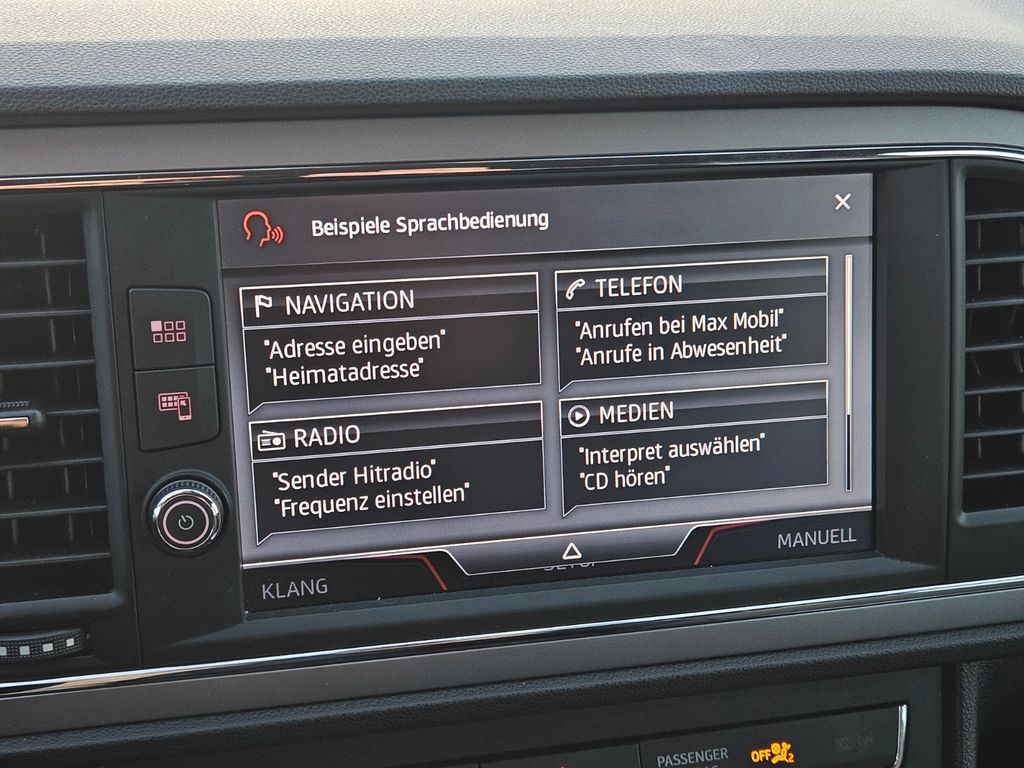 Beispiele Sprachbedienung
NAVIGATION
"Adresse eingeben"
"Heimatadresse"
TELEFON
"Anrufen bei Max Mobil"
"Anrufe in Abwesenheit"
RADIO
"Sender Hitradio"
"Frequenz einstellen"
MEDIEN
"Interpret auswählen"
"CD hören"
KLANG
MANUELL
PASSENGER
OFF
2